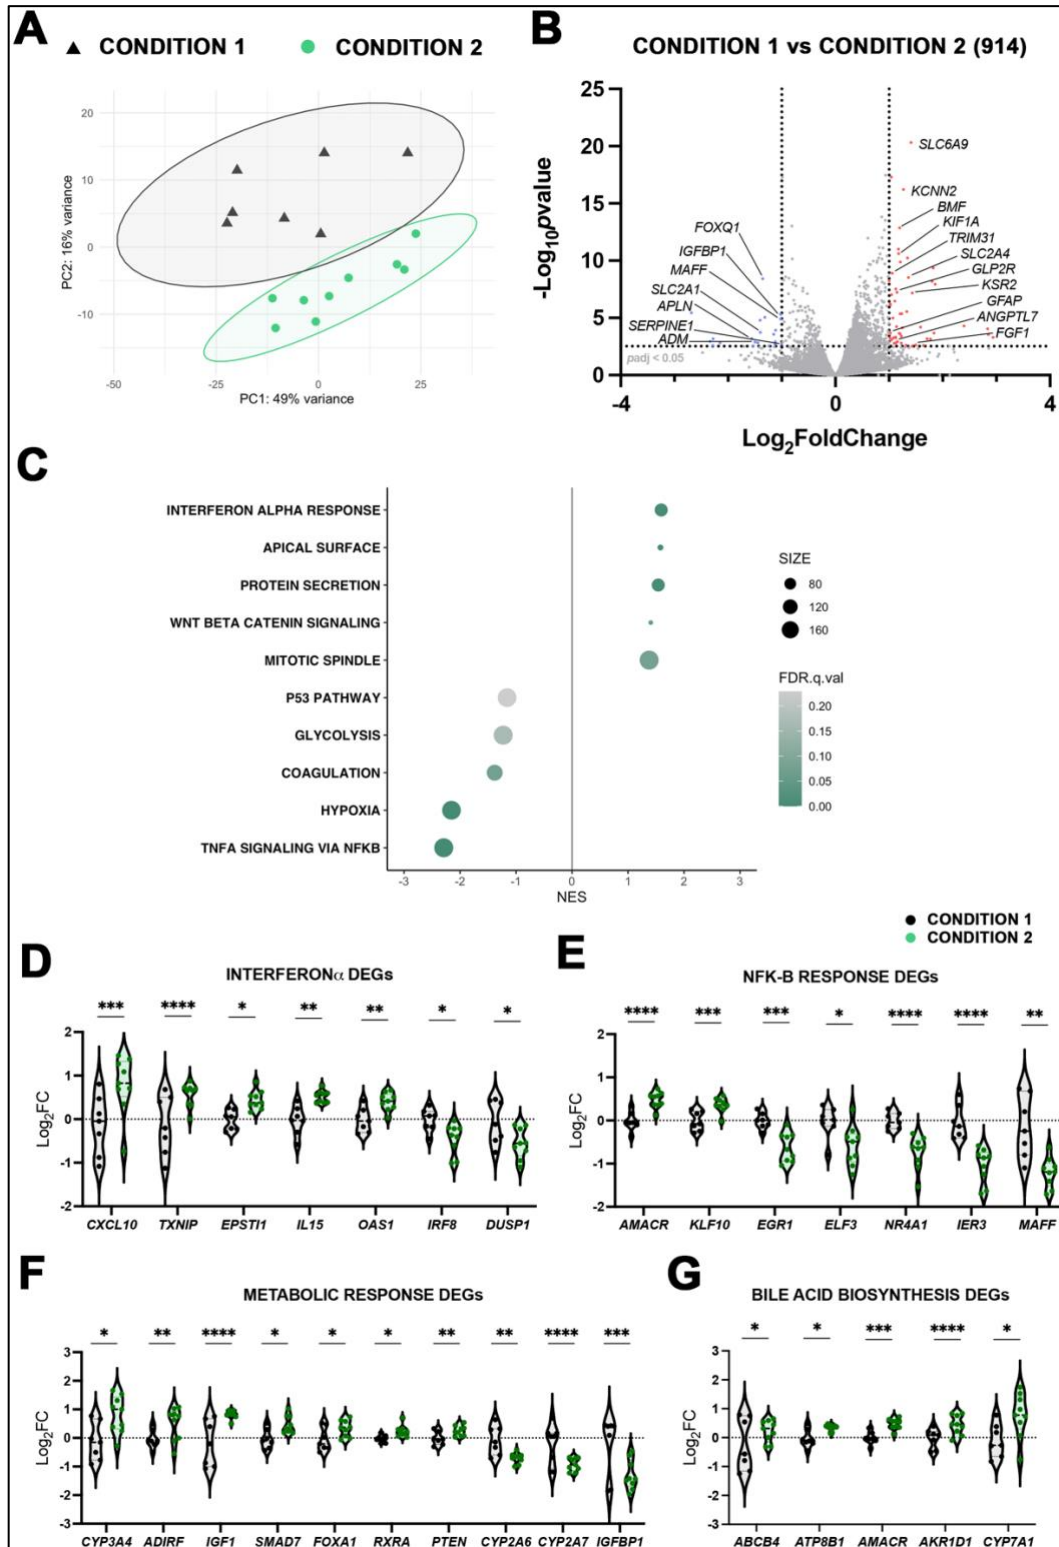 A
CONDITION 1
CONDITION 2
PC2: 16% variance
20
10
0
-10
-50
-25
0
25
PC1: 49% variance
B
CONDITION 1 vs CONDITION 2 (914)
-Log10pvalue
25
20
15
10
5
0
SLC6A9
KCNN2
BMF
KIF1A
TRIM31
SLC2A4
GLP2R
KSR2
GFAP
ANGPTL7
FGF1
FOXQ1
IGFBP1
MAFF
SLC2A1
APLN
SERPINE1
ADM
padj < 0.05
-4
-2
0
2
4
Log2FoldChange
C
INTERFERON ALPHA RESPONSE
APICAL SURFACE
PROTEIN SECRETION
WNT BETA CATENIN SIGNALING
MITOTIC SPINDLE
P53 PATHWAY
GLYCOLYSIS
COAGULATION
HYPOXIA
TNFA SIGNALING VIA NFKB
-3
-2
-1
0
1
2
3
NES
SIZE
80
120
160
FDR.q.val
0.20
0.15
0.10
0.05
0.00
CONDITION 1
CONDITION 2
D
INTERFERONα DEGs
*** **** * ** ** * *
Log2FC
2
1
0
-1
-2
CXCL10 TXNIP EPSTI1 IL15 OAS1 IRF8 DUSP1
E
NFK-B RESPONSE DEGs
**** *** *** * **** **** **
Log2FC
2
1
0
-1
-2
AMACR KLF10 EGR1 ELF3 NR4A1 IER3 MAFF
F
METABOLIC RESPONSE DEGs
* ** **** * * * ** ** **** ***
Log2FC
3
2
1
0
-1
-2
-3
CYP3A4 ADIRF IGF1 SMAD7 FOXA1 RXRA PTEN CYP2A6 CYP2A7 IGFBP1
G
BILE ACID BIOSYNTHESIS DEGs
* * *** **** *
Log2FC
3
2
1
0
-1
-2
-3
ABCB4 ATP8B1 AMACR AKR1D1 CYP7A1